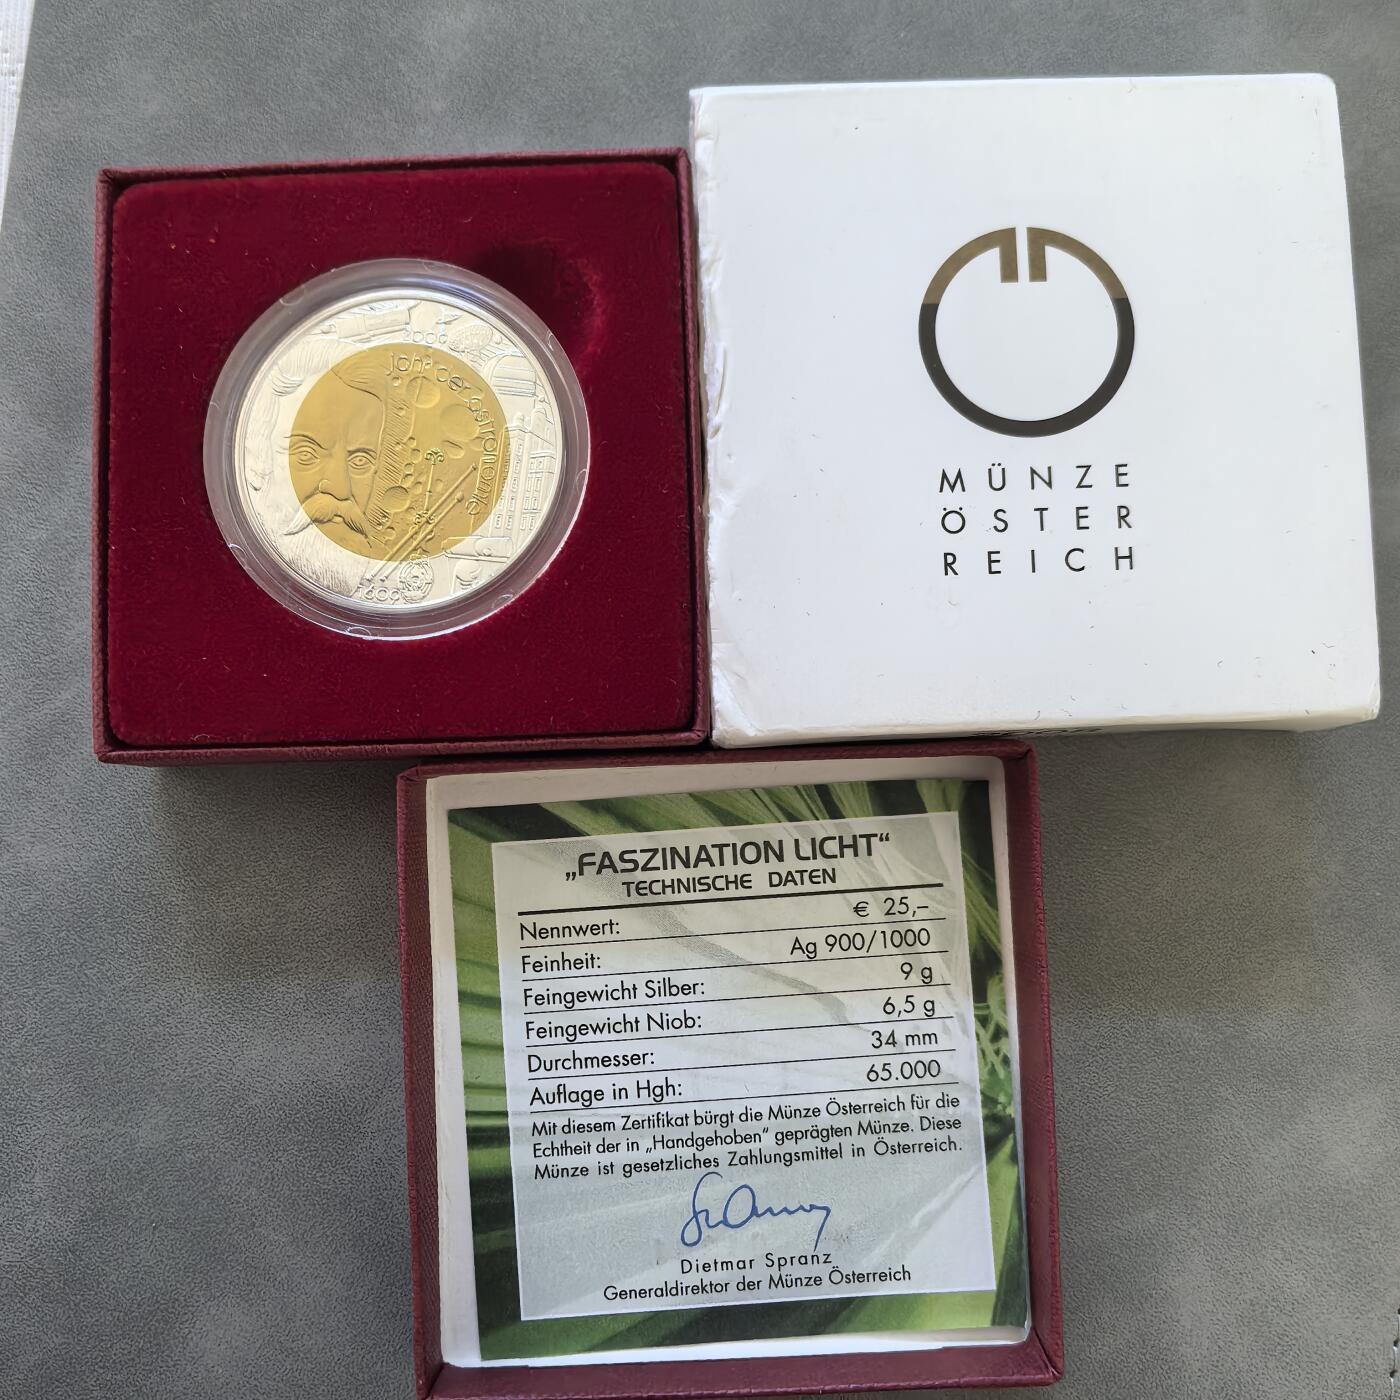 2009
Jahr der Astronomie
1609
MÜNZE
ÖSTER
REICH
„FASZINATION LICHT“
TECHNISCHE DATEN
Nennwert: € 25,–
Feinheit: Ag 900/1000
Feingewicht Silber: 9 g
Feingewicht Niob: 6,5 g
Durchmesser: 34 mm
Auflage in Hgh: 65.000
Mit diesem Zertifikat bürgt die Münze Österreich für die
Echtheit der in „Handgehoben“ geprägten Münze. Diese
Münze ist gesetzliches Zahlungsmittel in Österreich.
Dietmar Spranz
Generaldirektor der Münze Österreich